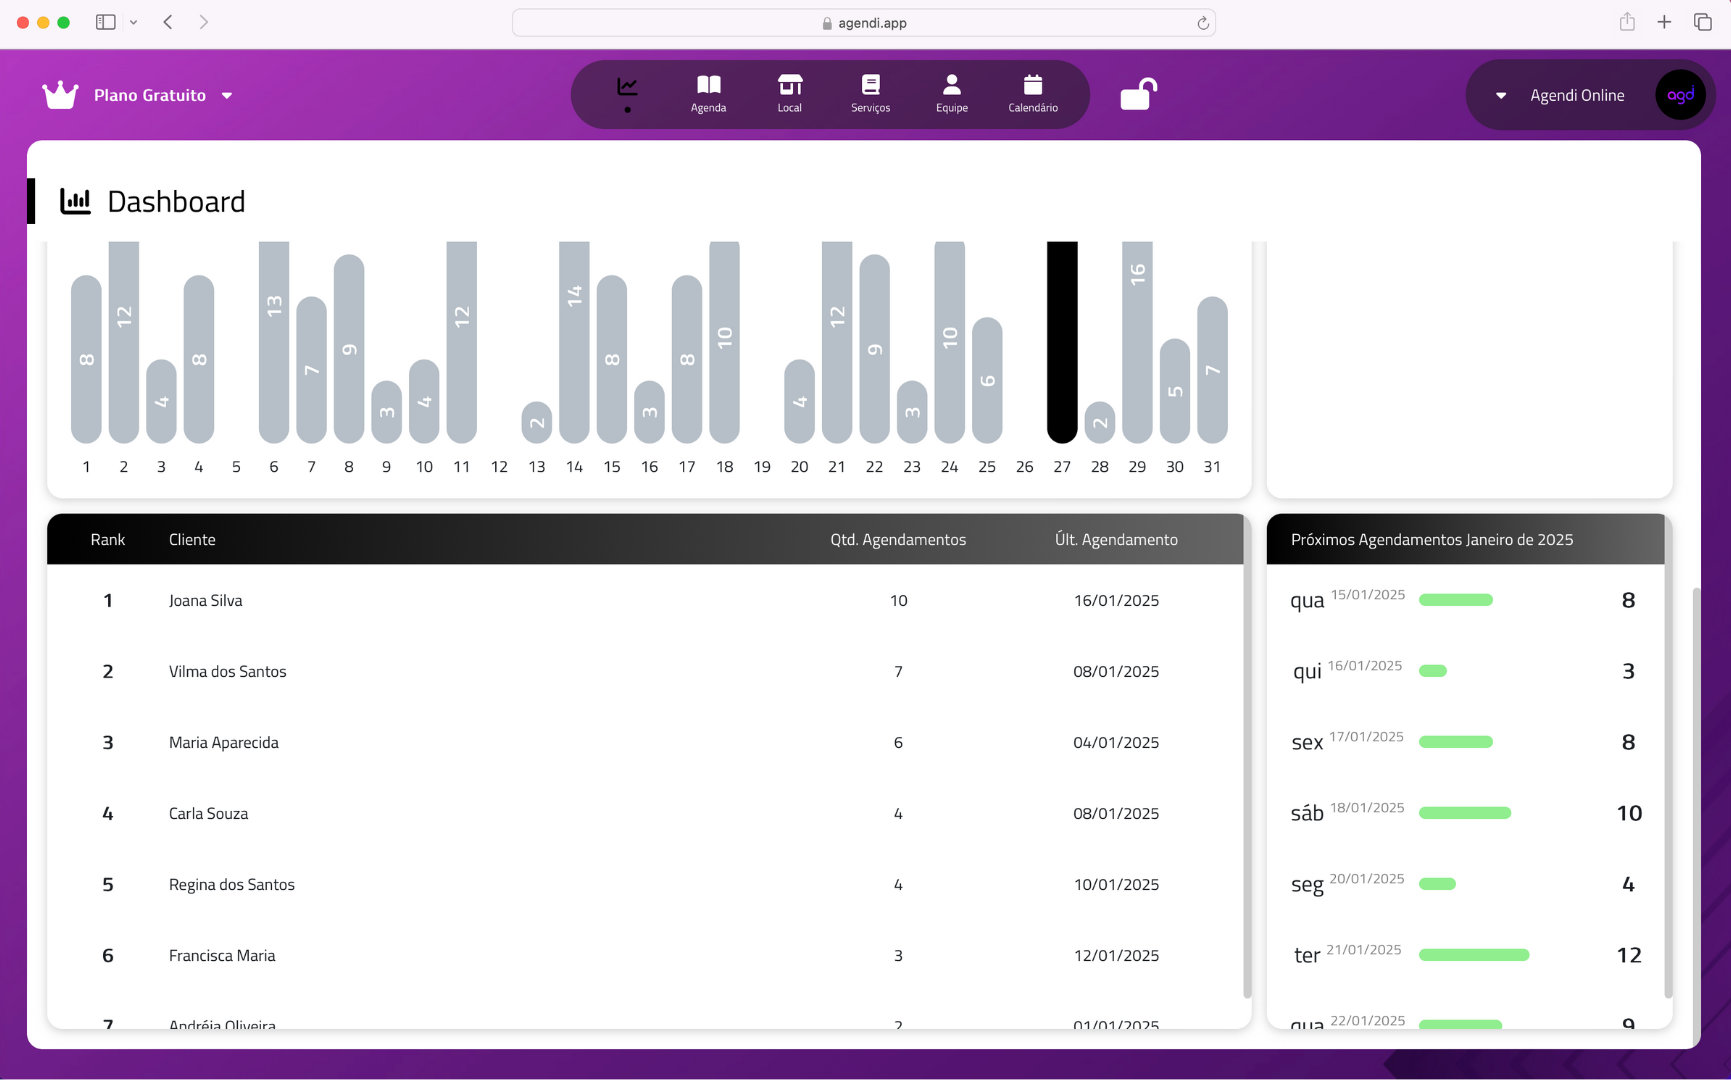 agendi.app
Plano Gratuito
Agenda Local Serviços Equipe Calendário
Agendi Online
agd
Dashboard
8 12 4 8 13 7 9 3 4 12 2 14 8 3 8 10 4 12 9 3 10 6 2 16 5 7
1 2 3 4 5 6 7 8 9 10 11 12 13 14 15 16 17 18 19 20 21 22 23 24 25 26 27 28 29 30 31
Rank Cliente Qtd. Agendamentos Últ. Agendamento
1 Joana Silva 10 16/01/2025
2 Vilma dos Santos 7 08/01/2025
3 Maria Aparecida 6 04/01/2025
4 Carla Souza 4 08/01/2025
5 Regina dos Santos 4 10/01/2025
6 Francisca Maria 3 12/01/2025
7 Andréia Oliveira 2 01/01/2025
Próximos Agendamentos Janeiro de 2025
qua 15/01/2025 8
qui 16/01/2025 3
sex 17/01/2025 8
sáb 18/01/2025 10
seg 20/01/2025 4
ter 21/01/2025 12
qua 22/01/2025 9